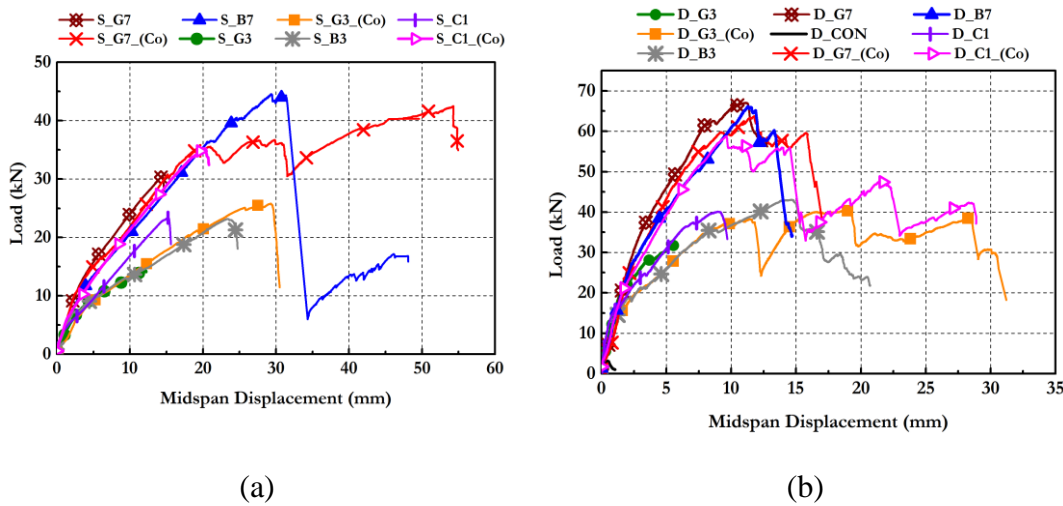 S_G7 S_B7 S_G3_(Co) S_C1
S_G7_(Co) S_G3 S_B3 S_C1_(Co)
50
40
30
20
10
0
0 10 20 30 40 50 60
Load (kN)
Midspan Displacement (mm)
(a)
D_G3 D_G7 D_B7
D_G3_(Co) D_CON D_C1
D_B3 D_G7_(Co) D_C1_(Co)
70
60
50
40
30
20
10
0
0 5 10 15 20 25 30 35
Load (kN)
Midspan Displacement (mm)
(b)